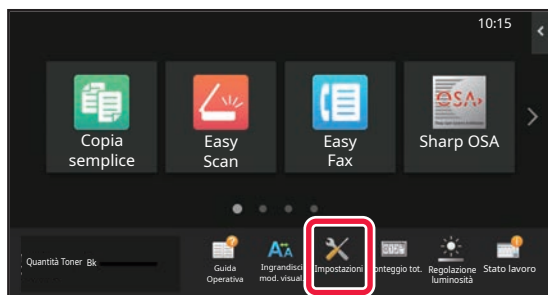 10:15
Copia
semplice
Easy
Scan
Easy
Fax
Sharp OSA
OSA
Quantità Toner Bk
Guida
Operativa
Ingrandisci
mod. visual.
Impostazioni
onteggio tot.
Regolazione
luminosità
Stato lavoro